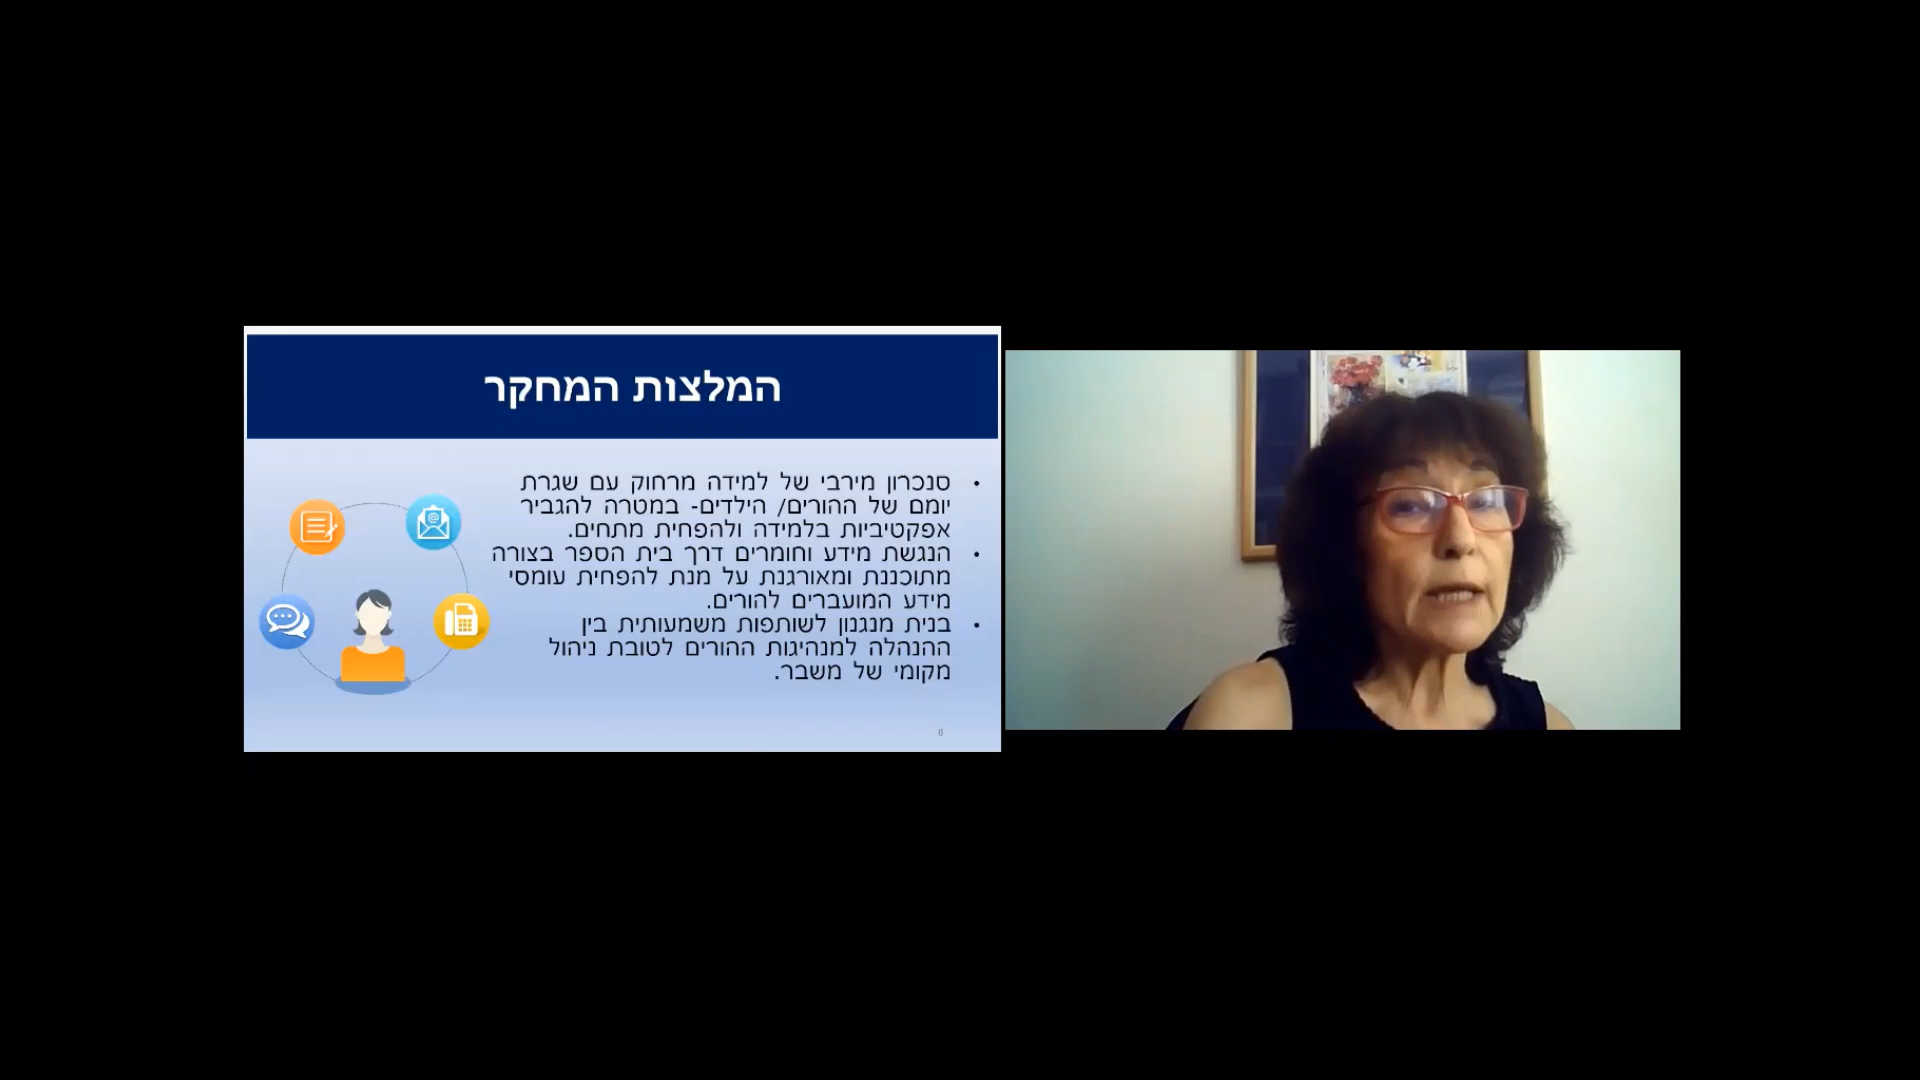 המלצות המחקר
• סנכרון מירבי של למידה מרחוק עם שגרת
יומם של ההורים/ הילדים- במטרה להגביר
אפקטיביות בלמידה ולהפחית מתחים.
• הנגשת מידע וחומרים דרך בית הספר בצורה
מתוכננת ומאורגנת על מנת להפחית עומסי
מידע המועברים להורים.
• בנית מנגנון לשותפות משמעותית בין
ההנהלה למנהיגות ההורים לטובת ניהול
מקומי של משבר.
8